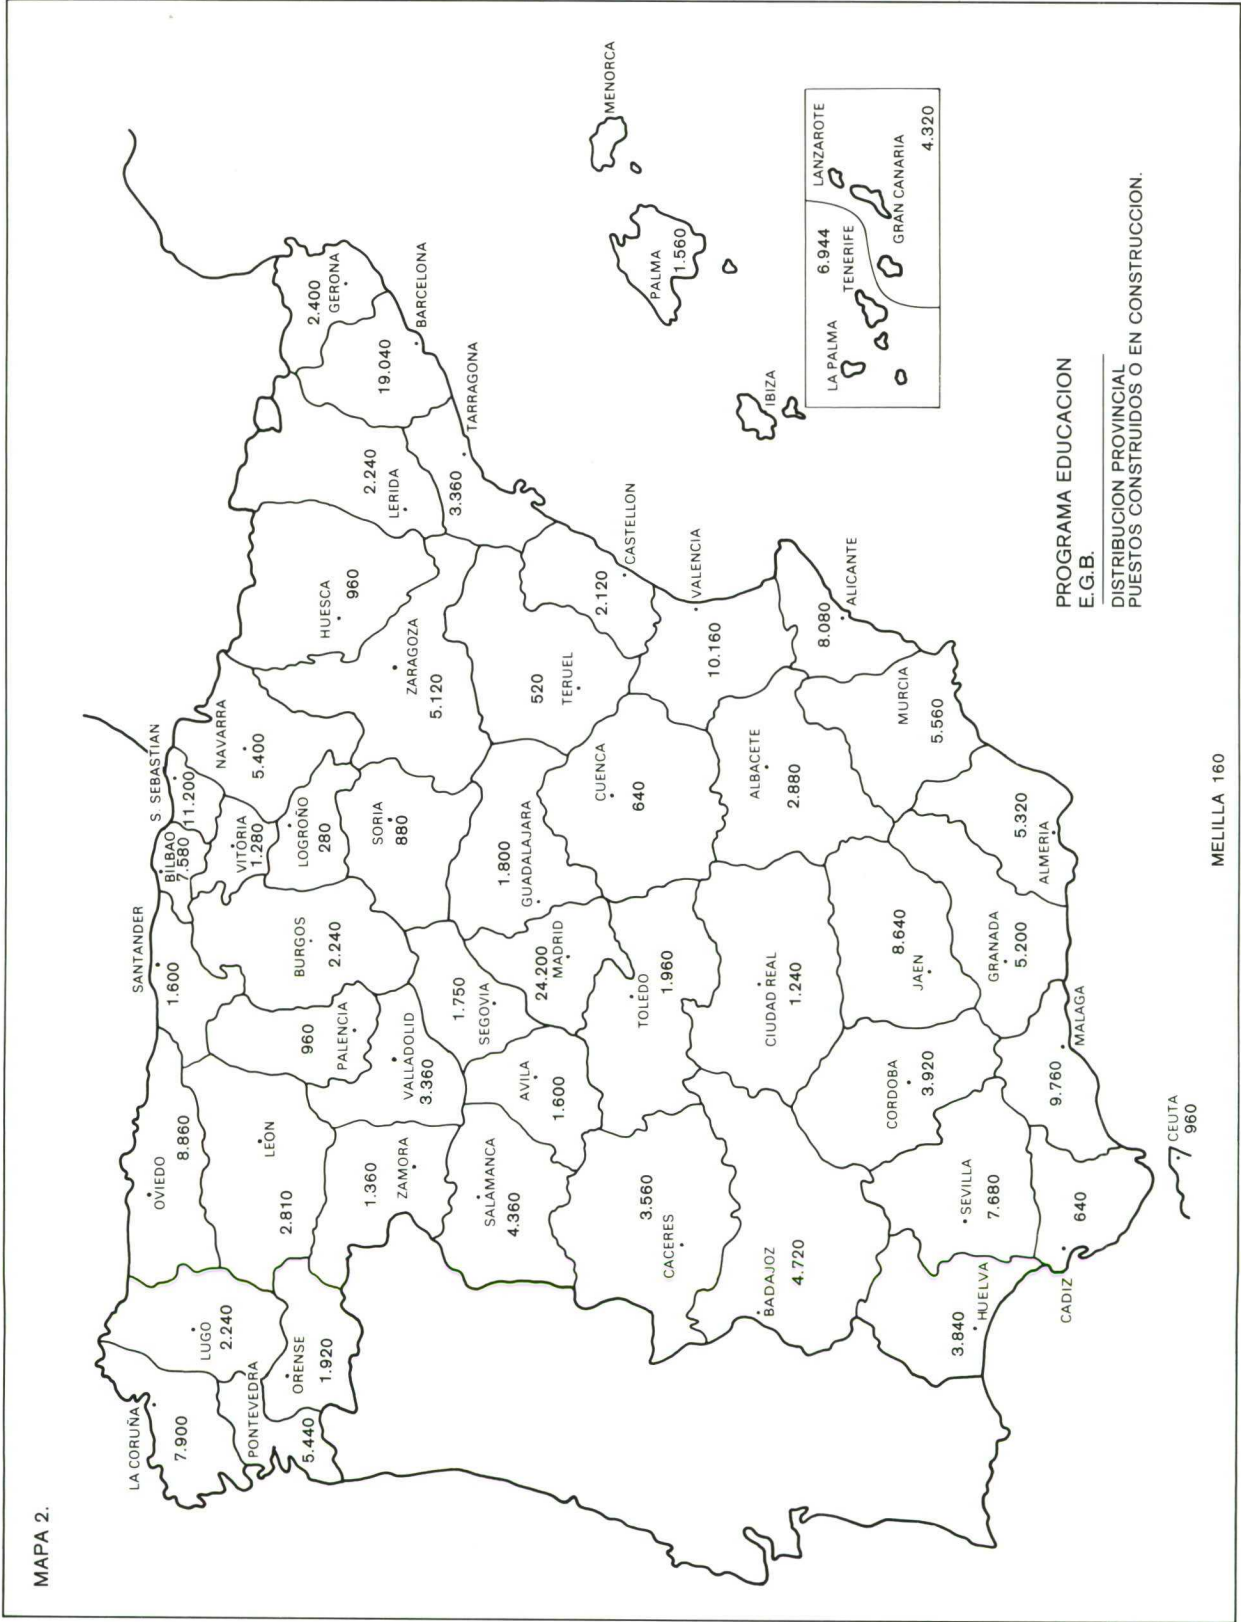 MAPA 2.
LA CORUÑA
7.900
LUGO
2.240
PONTEVEDRA
5.440
ORENSE
1.920
OVIEDO
8.860
LEON
2.810
SANTANDER
1.600
BILBAO
7.580
S. SEBASTIAN
11.200
VITORIA
1.280
NAVARRA
5.400
LOGROÑO
280
BURGOS
2.240
PALENCIA
960
ZAMORA
1.360
VALLADOLID
3.360
SORIA
880
HUESCA
960
ZARAGOZA
5.120
LERIDA
2.240
GERONA
2.400
BARCELONA
19.040
TARRAGONA
3.360
SALAMANCA
4.360
AVILA
1.600
SEGOVIA
1.750
GUADALAJARA
1.800
MADRID
24.200
TERUEL
520
CUENCA
640
CASTELLON
2.120
VALENCIA
10.160
CACERES
3.560
TOLEDO
1.960
BADAJOZ
4.720
CIUDAD REAL
1.240
ALBACETE
2.880
ALICANTE
8.080
MURCIA
5.560
HUELVA
3.840
SEVILLA
7.680
CORDOBA
3.920
JAEN
8.640
GRANADA
5.200
ALMERIA
5.320
MALAGA
9.760
CADIZ
640
CEUTA
960
MELILLA 160
MENORCA
PALMA
1.560
IBIZA
LA PALMA
6.944
TENERIFE
LANZAROTE
GRAN CANARIA
4.320
PROGRAMA EDUCACION
E.G.B.
DISTRIBUCION PROVINCIAL
PUESTOS CONSTRUIDOS O EN CONSTRUCCION.